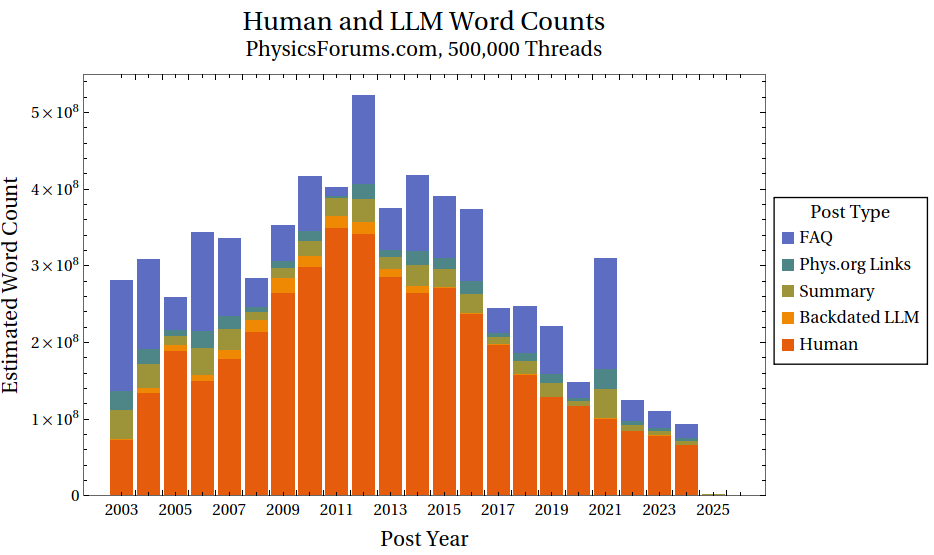 Human and LLM Word Counts
PhysicsForums.com, 500,000 Threads
Estimated Word Count
5 × 10⁸
4 × 10⁸
3 × 10⁸
2 × 10⁸
1 × 10⁸
0
2003 2005 2007 2009 2011 2013 2015 2017 2019 2021 2023 2025
Post Year
Post Type
FAQ
Phys.org Links
Summary
Backdated LLM
Human